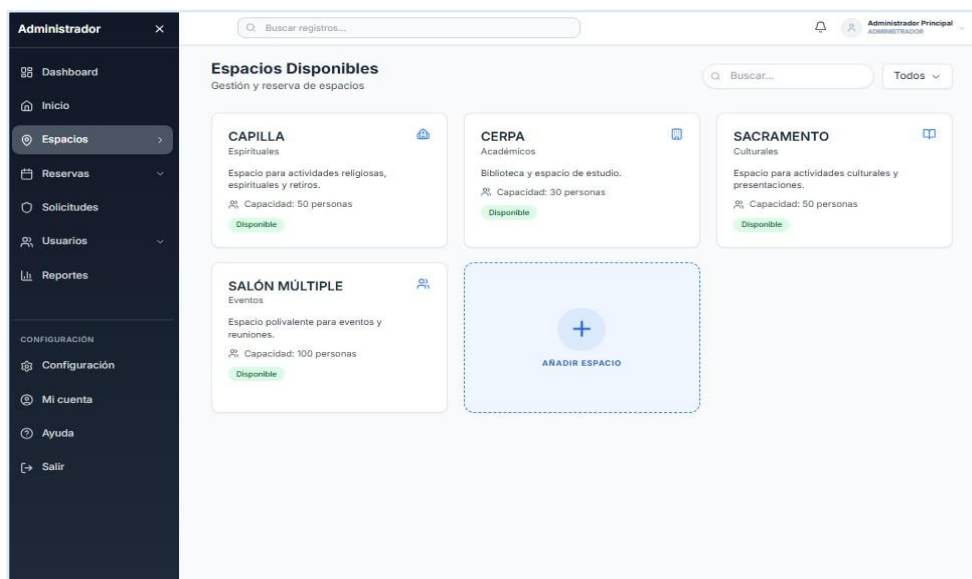 Administrador
Dashboard
Inicio
Espacios
Reservas
Solicitudes
Usuarios
Reportes
CONFIGURACIÓN
Configuración
Mi cuenta
Ayuda
Salir
Buscar registros...
Administrador Principal
ADMINISTRADOR
Espacios Disponibles
Gestión y reserva de espacios
Buscar...
Todos
CAPILLA
Espirituales
Espacio para actividades religiosas,
espirituales y retiros.
Capacidad: 50 personas
Disponible
CERPA
Académicos
Biblioteca y espacio de estudio.
Capacidad: 30 personas
Disponible
SACRAMENTO
Culturales
Espacio para actividades culturales y
presentaciones.
Capacidad: 50 personas
Disponible
SALÓN MÚLTIPLE
Eventos
Espacio polivalente para eventos y
reuniones.
Capacidad: 100 personas
Disponible
AÑADIR ESPACIO